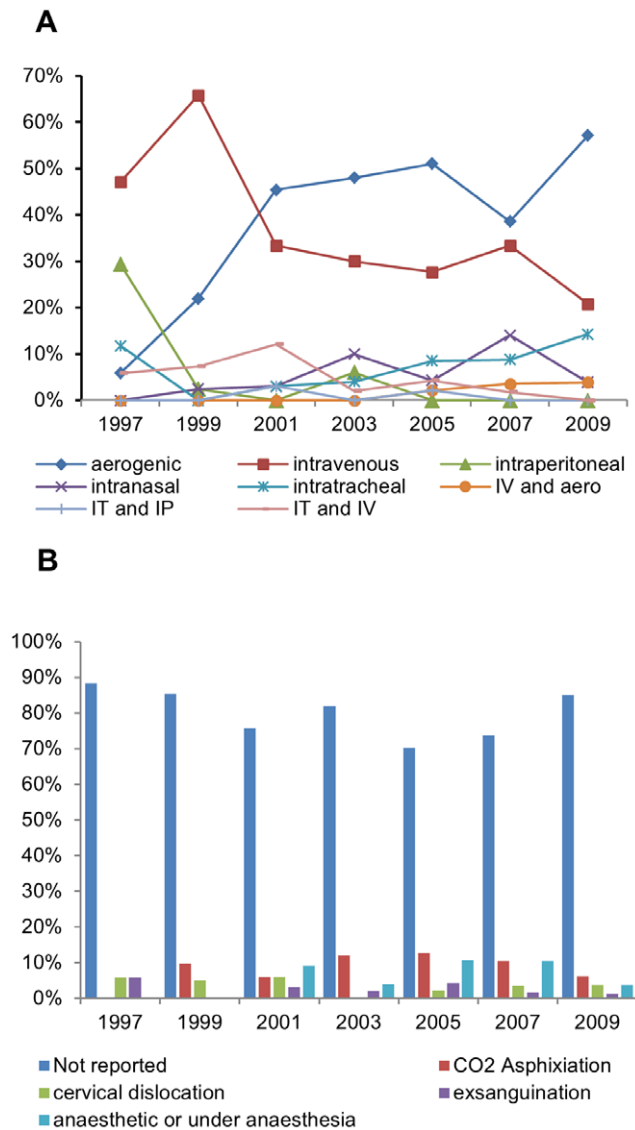 A
70%
60%
50%
40%
30%
20%
10%
0%
1997 1999 2001 2003 2005 2007 2009
aerogenic intravenous intraperitoneal
intranasal intratracheal IV and aero
IT and IP IT and IV
B
100%
90%
80%
70%
60%
50%
40%
30%
20%
10%
0%
1997 1999 2001 2003 2005 2007 2009
Not reported CO2 Asphixiation
cervical dislocation exsanguination
anaesthetic or under anaesthesia